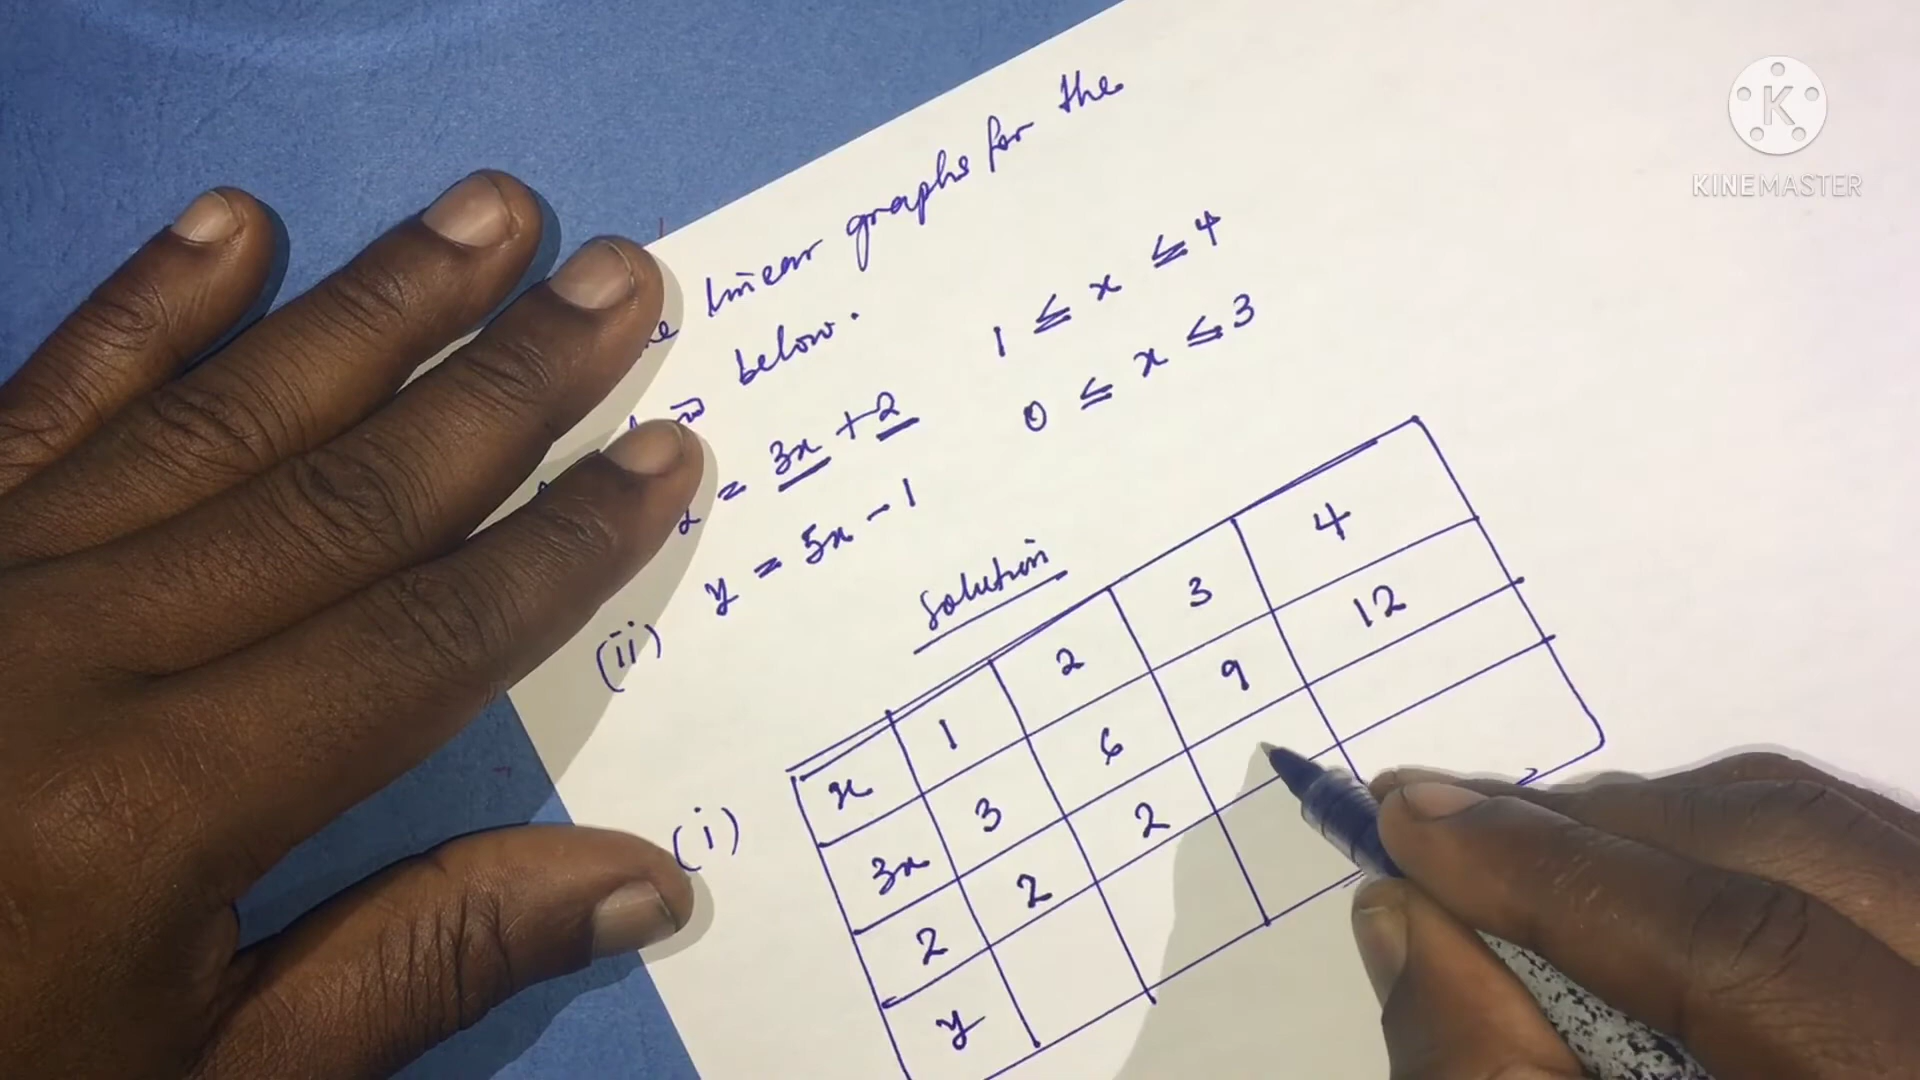 linear graphs for the
below.
= 3x + 2 1 ≤ x ≤ 4
(ii) y = 5x - 1 0 ≤ x ≤ 3
Solution
(i)
x 1 2 3 4
3x 3 6 9 12
2 2 2
y
K
KINEMASTER